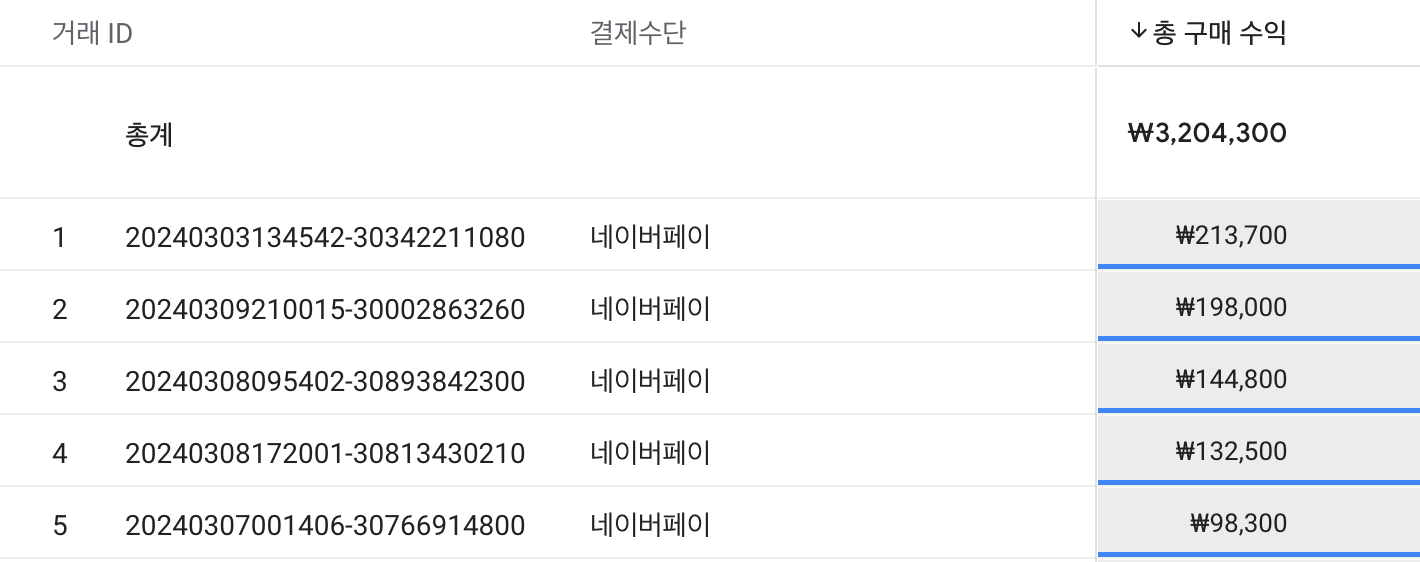 거래 ID 결제수단 ↓ 총 구매 수익
총계 ₩3,204,300
1 20240303134542-30342211080 네이버페이 ₩213,700
2 20240309210015-30002863260 네이버페이 ₩198,000
3 20240308095402-30893842300 네이버페이 ₩144,800
4 20240308172001-30813430210 네이버페이 ₩132,500
5 20240307001406-30766914800 네이버페이 ₩98,300